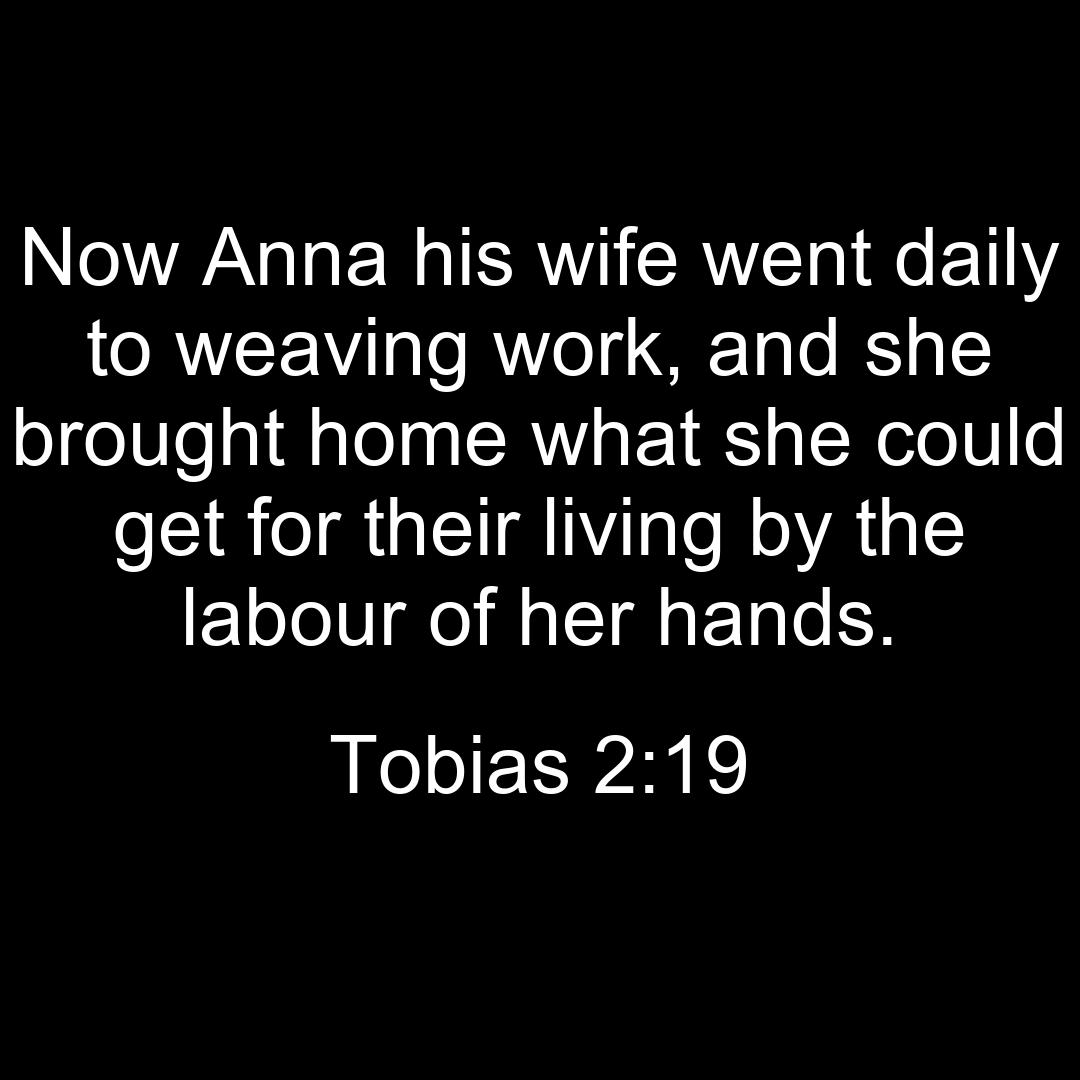 Now Anna his wife went daily
to weaving work, and she
brought home what she could
get for their living by the
labour of her hands.
Tobias 2:19